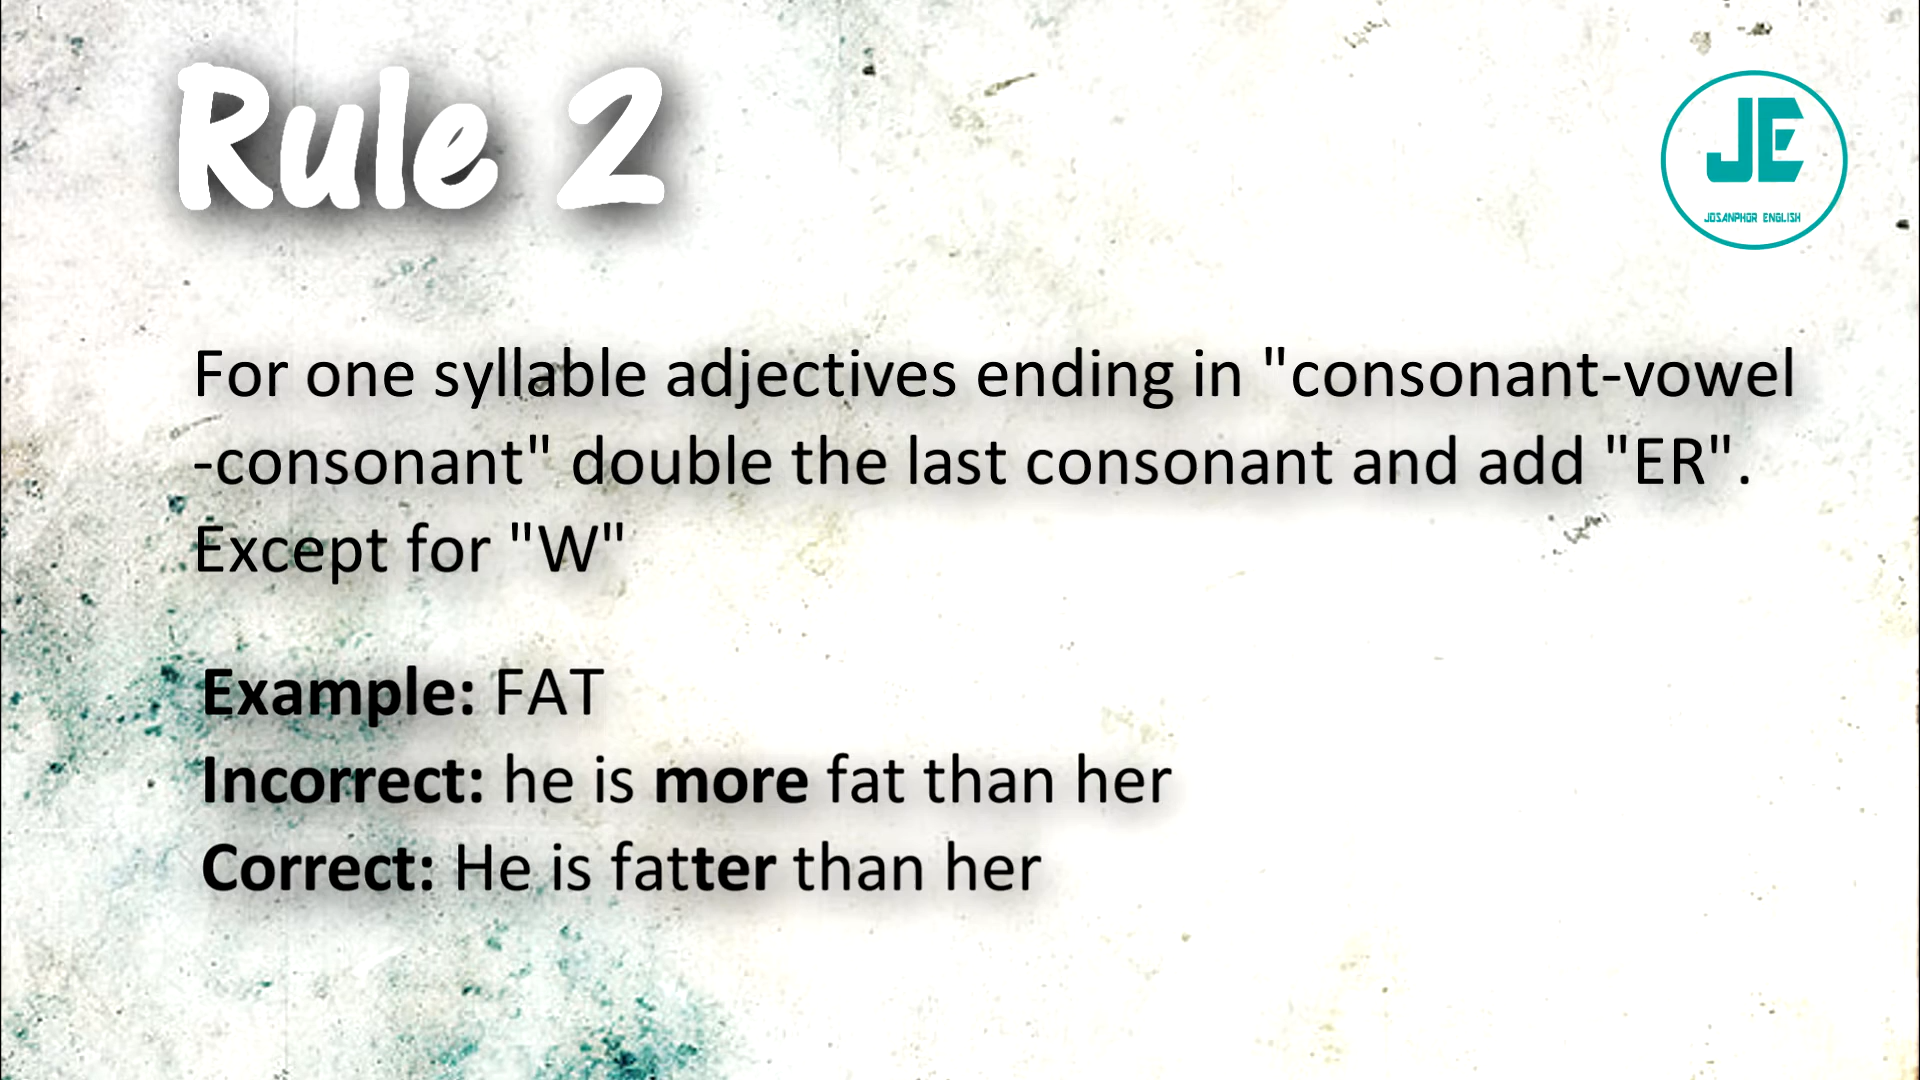 Rule 2
JE
JOSANPHOR ENGLISH
For one syllable adjectives ending in "consonant-vowel
-consonant" double the last consonant and add "ER".
Except for "W"
Example: FAT
Incorrect: he is more fat than her
Correct: He is fatter than her